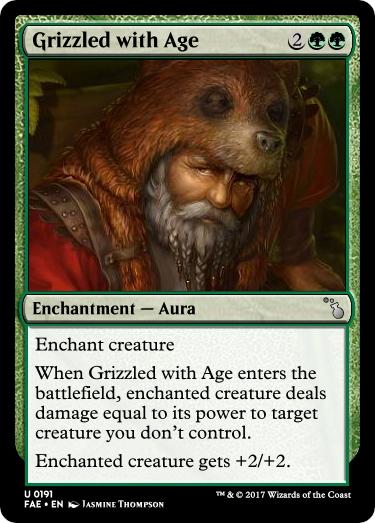 Grizzled with Age 2
Enchantment — Aura
Enchant creature
When Grizzled with Age enters the
battlefield, enchanted creature deals
damage equal to its power to target
creature you don't control.
Enchanted creature gets +2/+2.
U 0191
FAE • EN Jasmine Thompson
™ & © 2017 Wizards of the Coast